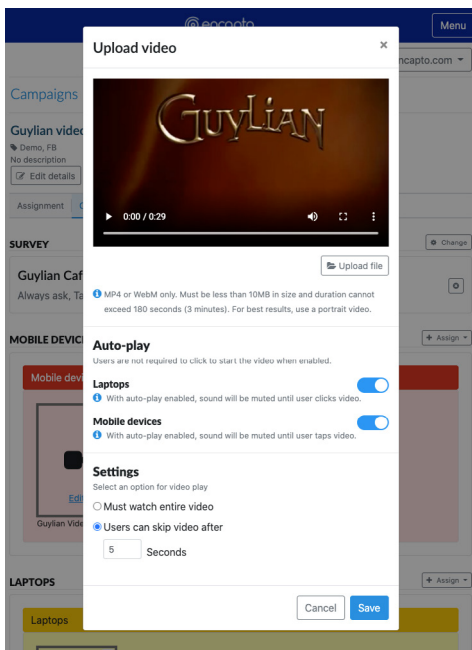 encapto
Menu
Upload video
×
ncapto.com
Campaigns
GUYLiAN
Guylian video
Demo, FB
No description
Edit details
0:00 / 0:29
Assignment
Upload file
SURVEY
Change
MP4 or WebM only. Must be less than 10MB in size and duration cannot
exceed 180 seconds (3 minutes). For best results, use a portrait video.
Guylian Caf
Always ask, Ta
MOBILE DEVIC
+ Assign
Auto-play
Users are not required to click to start the video when enabled.
Mobile devi
Laptops
With auto-play enabled, sound will be muted until user clicks video.
Mobile devices
With auto-play enabled, sound will be muted until user taps video.
Settings
Select an option for video play
Must watch entire video
Edi
Users can skip video after
Guylian Vide
5 Seconds
LAPTOPS
+ Assign
Cancel
Save
Laptops